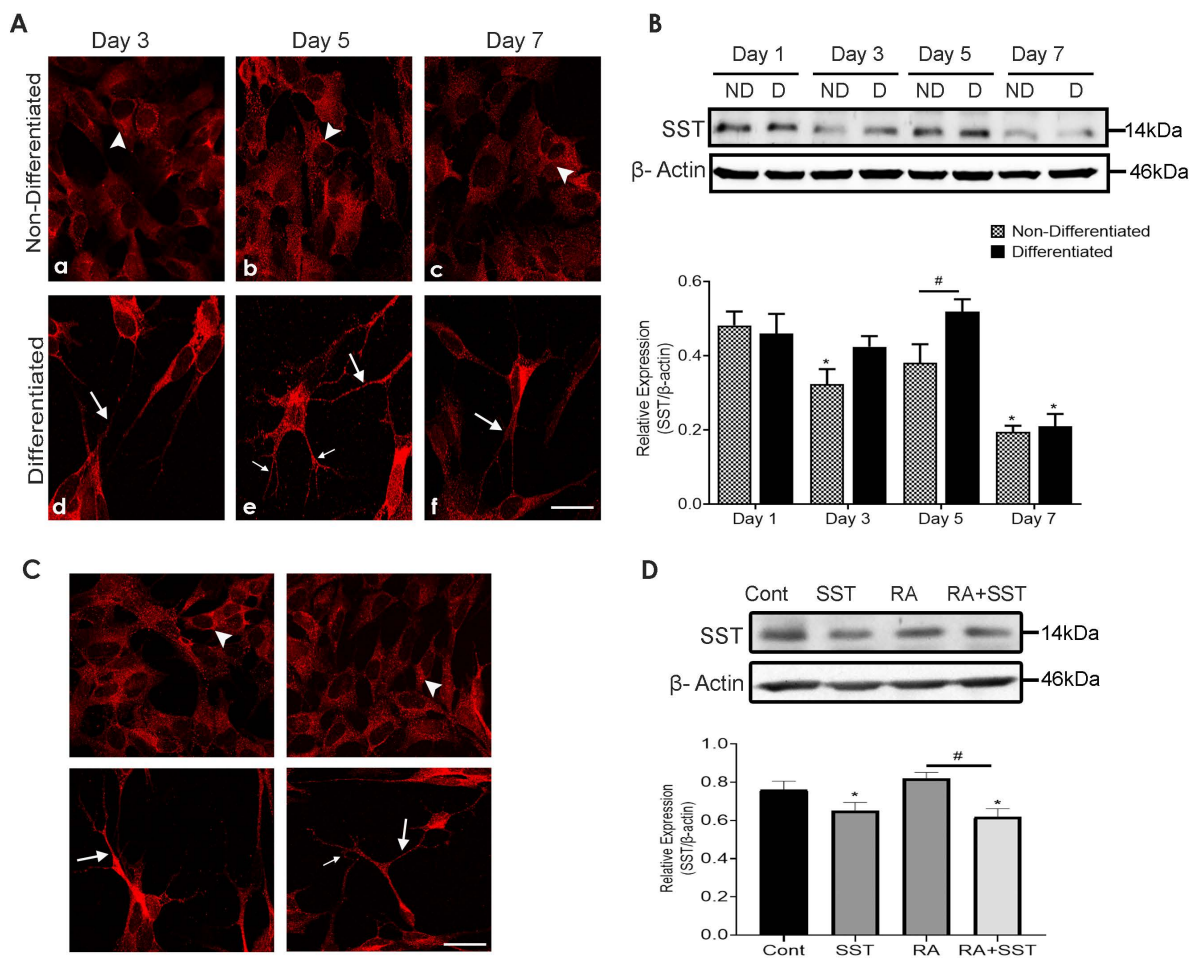 A
Day 3 Day 5 Day 7
Non-Differentiated
a b c
Differentiated
d e f
B
Day 1 Day 3 Day 5 Day 7
ND D ND D ND D ND D
SST 14kDa
β- Actin 46kDa
Non-Differentiated
Differentiated
Relative Expression
(SST/β-actin)
0.6
0.4
0.2
0.0
#
*
* *
Day 1 Day 3 Day 5 Day 7
C
D
Cont SST RA RA+SST
SST 14kDa
β- Actin 46kDa
Relative Expression
(SST/β-actin)
1.0
0.8
0.6
0.4
0.2
0.0
#
* *
Cont SST RA RA+SST